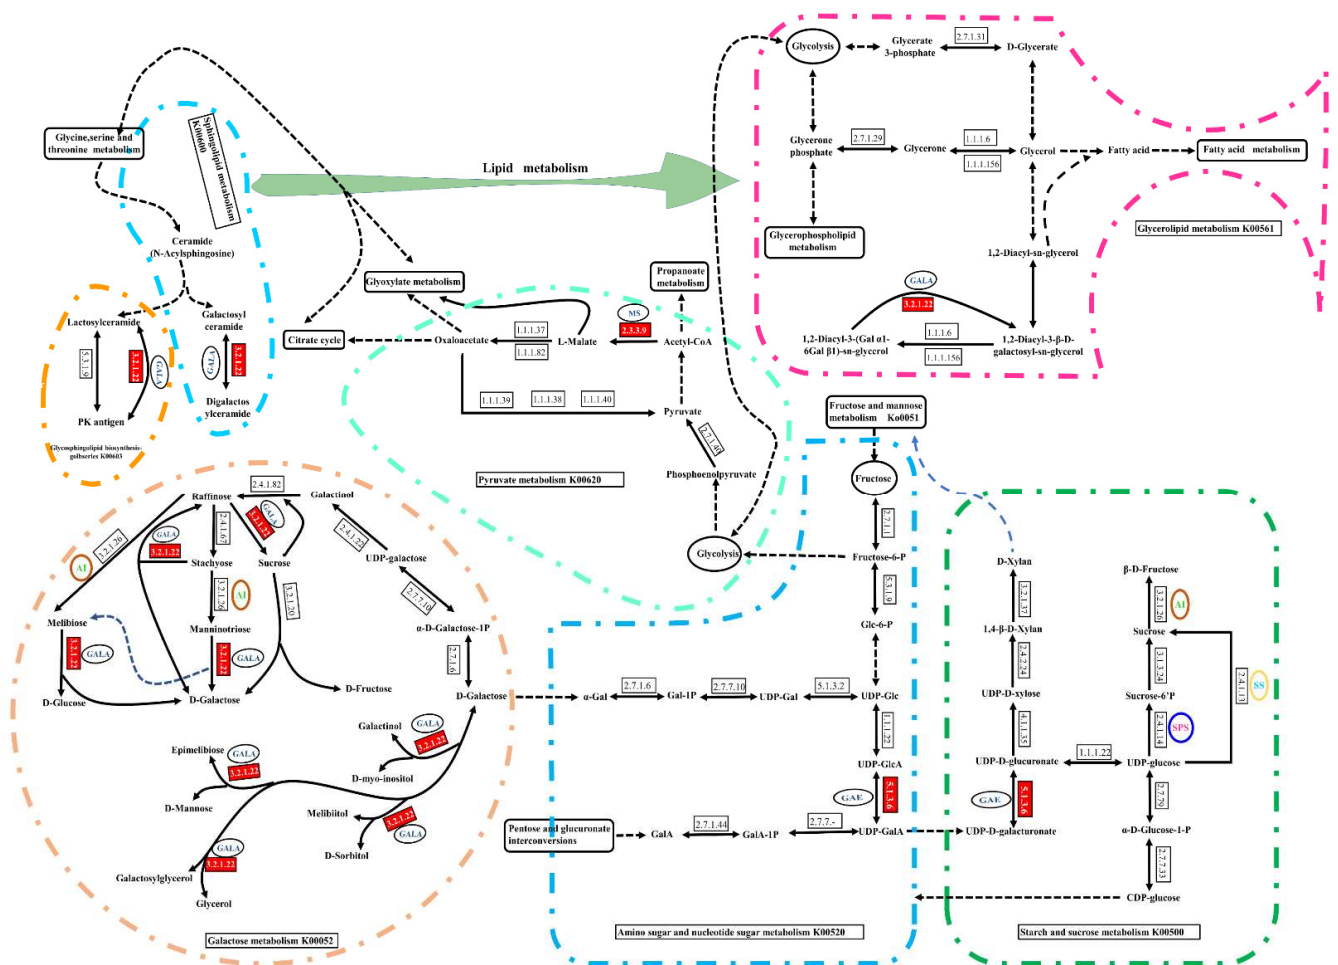 Glycolysis
Glycerate
3-phosphate
2.7.1.31
D-Glycerate
Glycine,serine and
threonine metabolism
Sphingolipid metabolism
K00600
Lipid metabolism
Glycerone
phosphate
2.7.1.29
Glycerone
1.1.1.6
1.1.1.156
Glycerol
Fatty acid
Fatty acid metabolism
Glycerophospholipid
metabolism
Glycerolipid metabolism K00561
1,2-Diacyl-sn-glycerol
Ceramide
(N-Acylsphingosine)
Glyoxylate metabolism
Propanoate
metabolism
GALA
3.2.1.22
1,2-Diacyl-3-(Gal α1-
6Gal β1)-sn-glycerol
1.1.1.6
1.1.1.156
1,2-Diacyl-3-β-D-
galactosyl-sn-glycerol
Lactosylceramide
Galactosyl
ceramide
5.3.1.9
3.2.1.22
GALA
GALA
3.2.1.22
PK antigen
Digalactos
ylceramide
Glycosphingolipid biosynthesis-
golbseries K00603
Citrate cycle
Oxaloacetate
1.1.1.37
1.1.1.82
L-Malate
MS
2.3.3.9
Acetyl-CoA
1.1.1.39
1.1.1.38
1.1.1.40
Pyruvate
2.7.1.40
Phosphoenolpyruvate
Pyruvate metabolism K00620
Glycolysis
Fructose and mannose
metabolism Ko0051
Fructose
2.7.1.11
Fructose-6-P
5.3.1.9
Glc-6-P
Raffinose
2.4.1.82
Galactinol
3.2.1.26
AI
GALA
3.2.1.22
2.4.1.67
3.2.1.22
GALA
2.4.1.22
Stachyose
Sucrose
UDP-galactose
3.2.1.26
AI
3.2.1.20
2.7.7.10
Melibiose
Manninotriose
α-D-Galactose-1P
3.2.1.22
GALA
3.2.1.22
GALA
2.7.1.6
D-Glucose
D-Galactose
D-Fructose
D-Galactose
Galactinol
GALA
3.2.1.22
D-myo-inositol
Epimelibiose
GALA
3.2.1.22
D-Mannose
Melibitol
3.2.1.22
GALA
D-Sorbitol
GALA
3.2.1.22
Galactosylglycerol
Glycerol
Galactose metabolism K00052
α-Gal
2.7.1.6
Gal-1P
2.7.7.10
UDP-Gal
5.1.3.2
UDP-Glc
1.1.1.22
UDP-GlcA
GAE
5.1.3.6
Pentose and glucuronate
interconversions
GalA
2.7.1.44
GalA-1P
2.7.7.-
UDP-GalA
Amino sugar and nucleotide sugar metabolism K00520
D-Xylan
3.2.1.37
1,4-β-D-Xylan
2.4.2.24
UDP-D-xylose
4.1.1.35
UDP-D-glucuronate
GAE
5.1.3.6
UDP-D-galacturonate
1.1.1.22
β-D-Fructose
3.2.1.26
AI
Sucrose
3.1.3.24
Sucrose-6'P
2.4.1.14
SPS
2.4.1.13
SS
UDP-glucose
2.7.79
α-D-Glucose-1-P
2.7.7.33
CDP-glucose
Starch and sucrose metabolism K00500